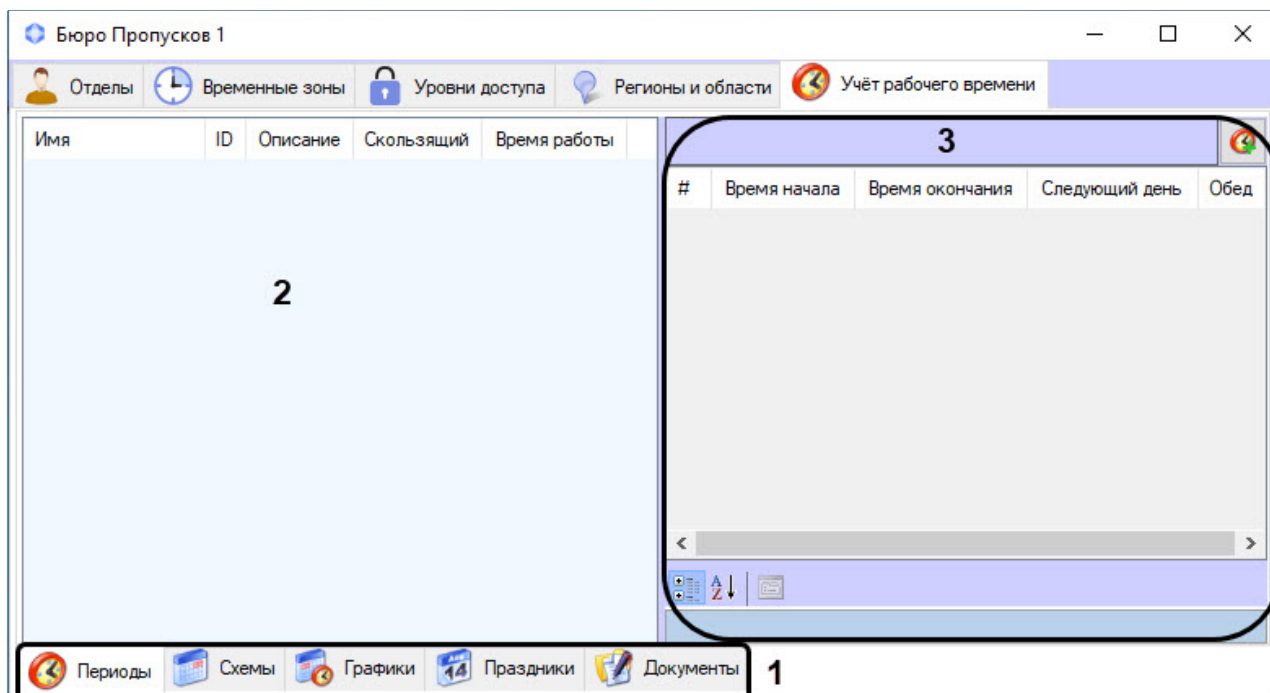 Бюро Пропусков 1
Отделы Временные зоны Уровни доступа Регионы и области Учёт рабочего времени
Имя ID Описание Скользящий Время работы
3
# Время начала Время окончания Следующий день Обед
2
Периоды Схемы Графики Праздники Документы 1